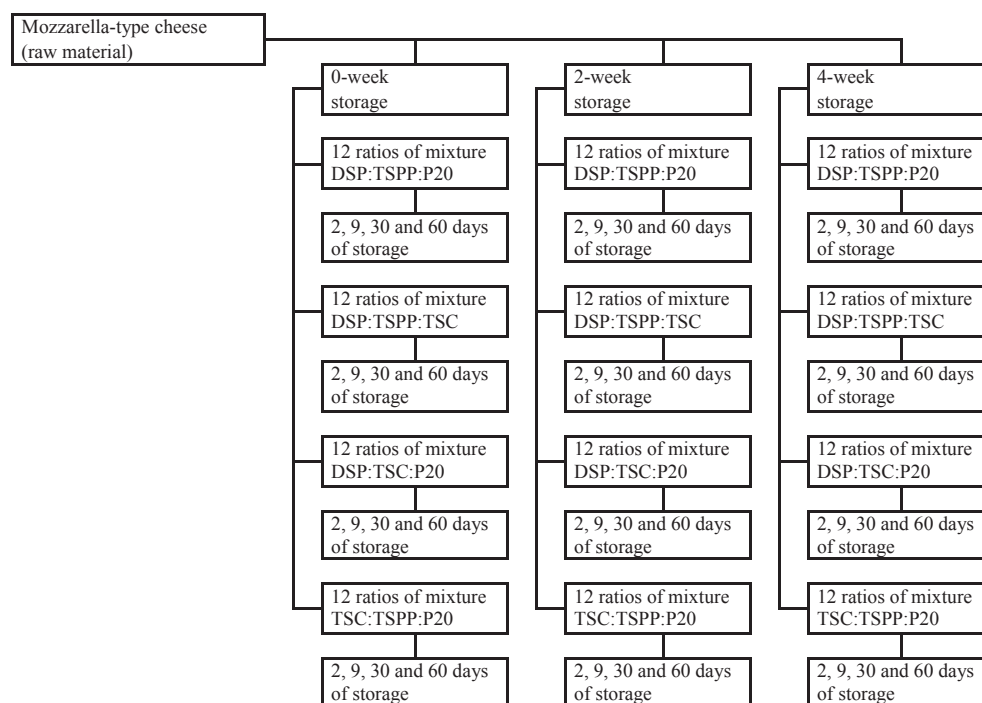 Mozzarella-type cheese
(raw material)
0-week
storage
12 ratios of mixture
DSP:TSPP:P20
2, 9, 30 and 60 days
of storage
12 ratios of mixture
DSP:TSPP:TSC
2, 9, 30 and 60 days
of storage
12 ratios of mixture
DSP:TSC:P20
2, 9, 30 and 60 days
of storage
12 ratios of mixture
TSC:TSPP:P20
2, 9, 30 and 60 days
of storage
2-week
storage
12 ratios of mixture
DSP:TSPP:P20
2, 9, 30 and 60 days
of storage
12 ratios of mixture
DSP:TSPP:TSC
2, 9, 30 and 60 days
of storage
12 ratios of mixture
DSP:TSC:P20
2, 9, 30 and 60 days
of storage
12 ratios of mixture
TSC:TSPP:P20
2, 9, 30 and 60 days
of storage
4-week
storage
12 ratios of mixture
DSP:TSPP:P20
2, 9, 30 and 60 days
of storage
12 ratios of mixture
DSP:TSPP:TSC
2, 9, 30 and 60 days
of storage
12 ratios of mixture
DSP:TSC:P20
2, 9, 30 and 60 days
of storage
12 ratios of mixture
TSC:TSPP:P20
2, 9, 30 and 60 days
of storage